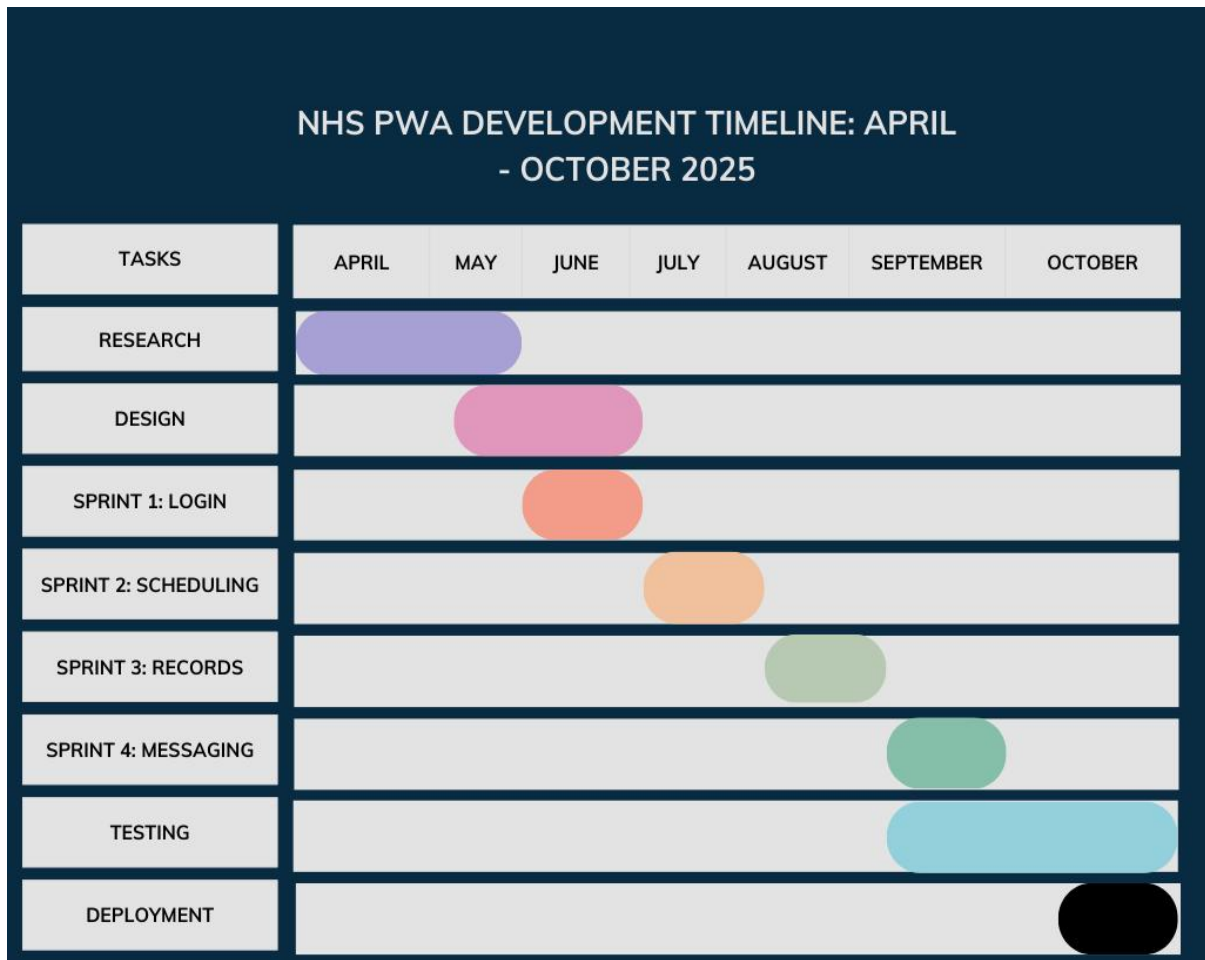 NHS PWA DEVELOPMENT TIMELINE: APRIL
- OCTOBER 2025
TASKS
APRIL MAY JUNE JULY AUGUST SEPTEMBER OCTOBER
RESEARCH
DESIGN
SPRINT 1: LOGIN
SPRINT 2: SCHEDULING
SPRINT 3: RECORDS
SPRINT 4: MESSAGING
TESTING
DEPLOYMENT